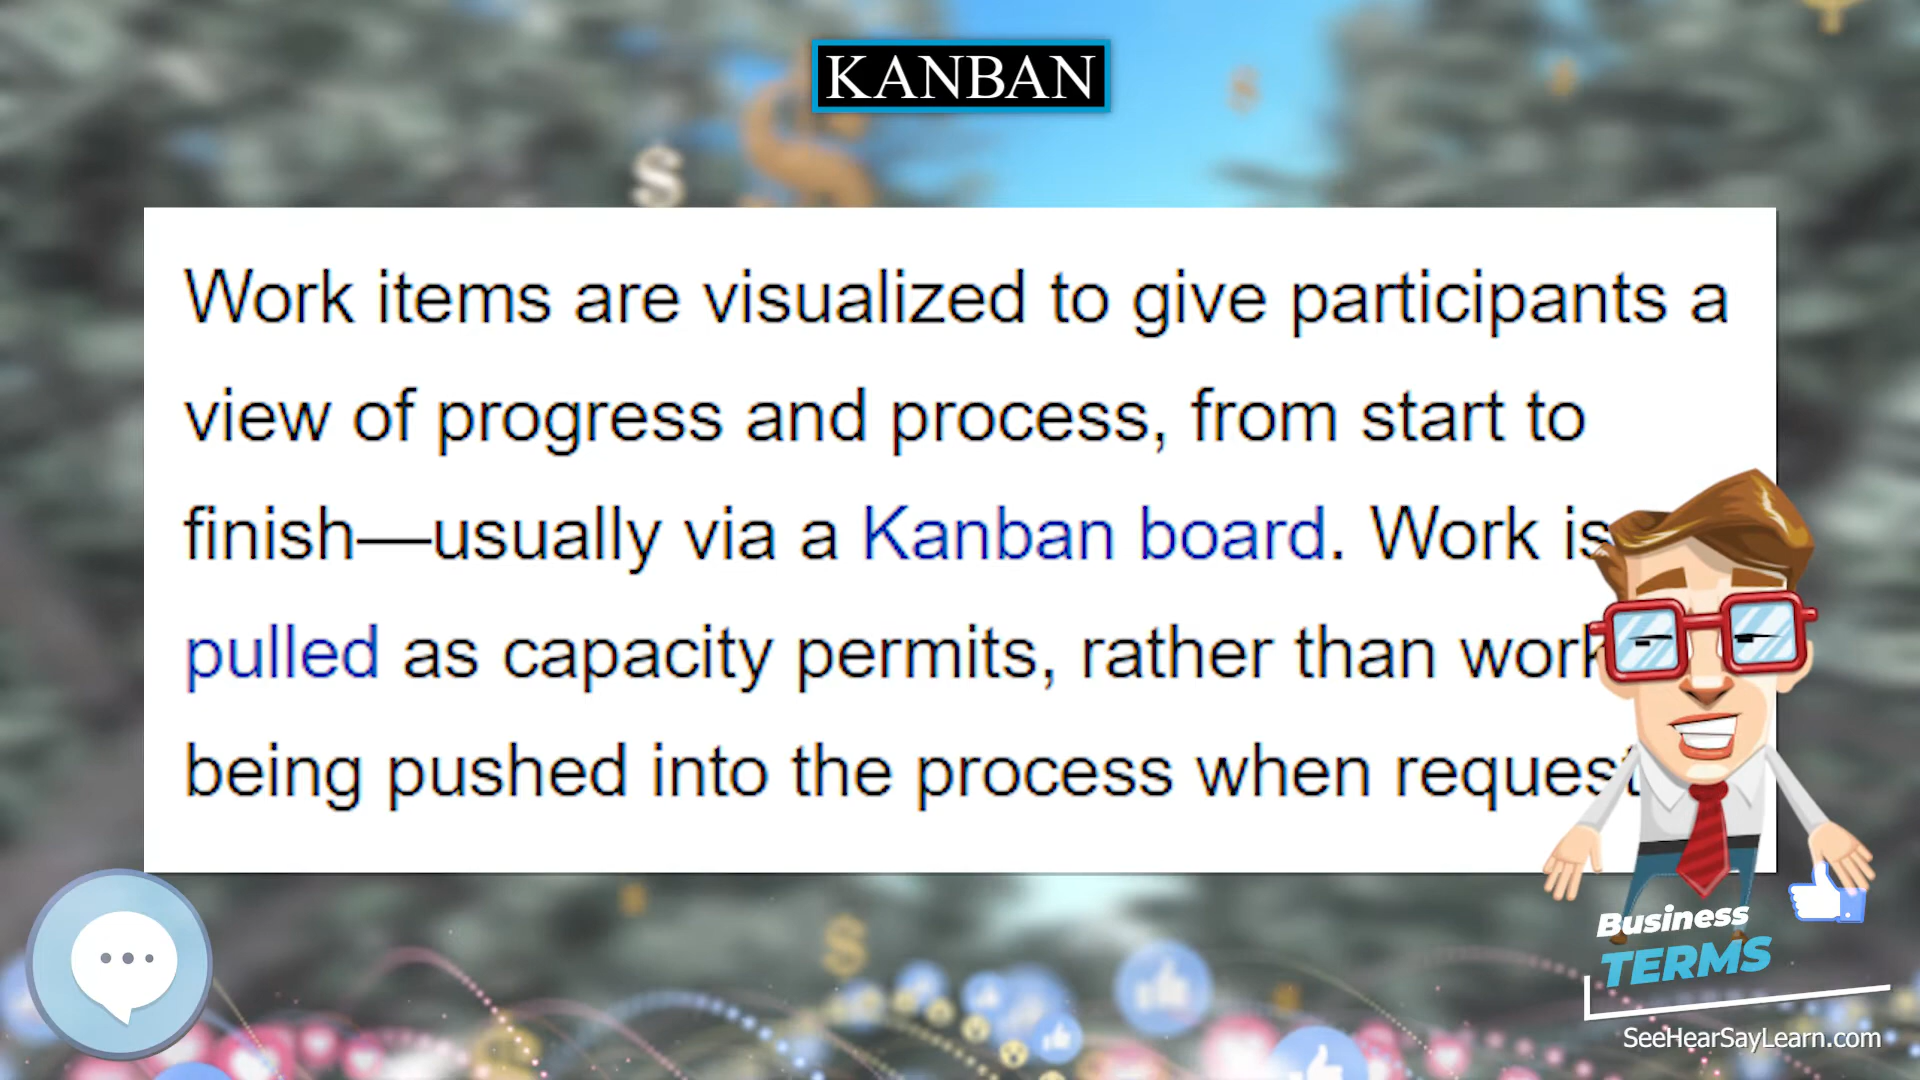 KANBAN
Work items are visualized to give participants a
view of progress and process, from start to
finish—usually via a Kanban board. Work is
pulled as capacity permits, rather than work
being pushed into the process when
Business
TERMS
SeeHearSayLearn.com